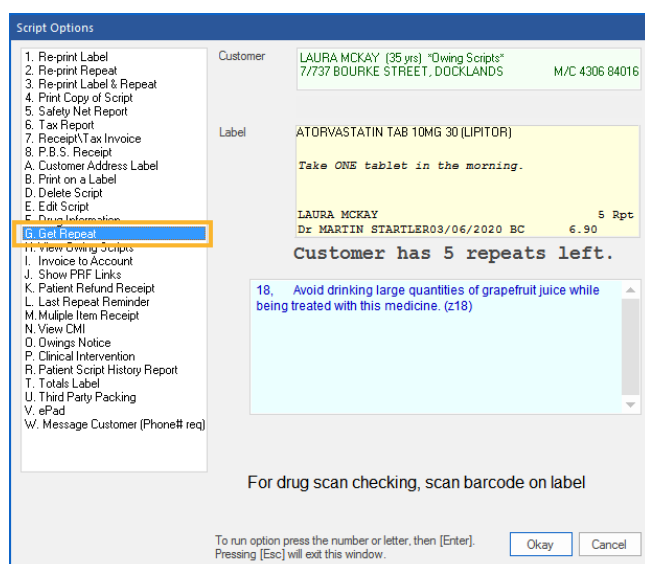 Script Options
1. Re-print Label
2. Re-print Repeat
3. Re-print Label & Repeat
4. Print Copy of Script
5. Safety Net Report
6. Tax Report
7. Receipt\Tax Invoice
8. P.B.S. Receipt
A. Customer Address Label
B. Print on a Label
D. Delete Script
E. Edit Script
F. Drug Information
G. Get Repeat
H. View Owing Scripts
I. Invoice to Account
J. Show PRF Links
K. Patient Refund Receipt
L. Last Repeat Reminder
M. Muliple Item Receipt
N. View CMI
O. Owings Notice
P. Clinical Intervention
R. Patient Script History Report
T. Totals Label
U. Third Party Packing
V. ePad
W. Message Customer (Phone# req)
Customer
LAURA MCKAY (35 yrs) *Owing Scripts*
7/737 BOURKE STREET, DOCKLANDS M/C 4306 84016
Label
ATORVASTATIN TAB 10MG 30 (LIPITOR)
Take ONE tablet in the morning.
LAURA MCKAY 5 Rpt
Dr MARTIN STARTLER03/06/2020 BC 6.90
Customer has 5 repeats left.
18, Avoid drinking large quantities of grapefruit juice while
being treated with this medicine. (z18)
For drug scan checking, scan barcode on label
To run option press the number or letter, then [Enter].
Pressing [Esc] will exit this window.
Okay
Cancel